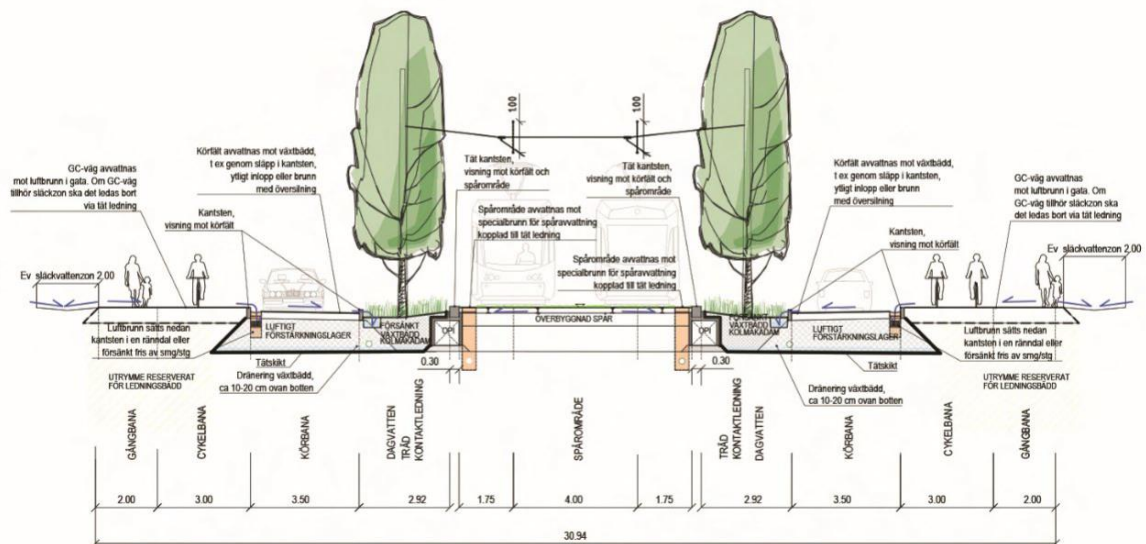 1.00
1.00
GC-väg avvattnas
mot luftbrunn i gata. Om GC-väg
tillhör släckzon ska det ledas bort
via tät ledning
Körfält avvattnas mot växtbädd,
t ex genom släpp i kantsten,
ytligt inlopp eller brunn
med översilning
Kantsten,
visning mot körfält
Tät kantsten,
visning mot körfält och
spårområde
Spårområde avvattnas mot
specialbrunn för spåravvattning
kopplad till tät ledning
Tät kantsten,
visning mot körfält och
spårområde
Spårområde avvattnas mot
specialbrunn för spåravvattning
kopplad till tät ledning
Körfält avvattnas mot växtbädd,
t ex genom släpp i kantsten,
ytligt inlopp eller brunn
med översilning
Kantsten,
visning mot körfält
GC-väg avvattnas
mot luftbrunn i gata. Om
GC-väg tillhör släckzon ska
det ledas bort via tät ledning
Ev släckvattenzon 2.00
Ev släckvattenzon 2.00
LUFTIGT
FÖRSTÄRKNINGSLAGER
FÖRSÄNKT
VÄXTBÄDD
KOLMAKADAM
OPI
ÖVERBYGGNAD SPÅR
OPI
FÖRSÄNKT
VÄXTBÄDD
KOLMAKADAM
LUFTIGT
FÖRSTÄRKNINGSLAGER
Luftbrunn sätts nedan
kantsten i en ränndal eller
försänkt fris av smg/stg
Tätskikt
Dränering växtbädd,
ca 10-20 cm ovan botten
0.30
0.30
Tätskikt
Dränering växtbädd,
ca 10-20 cm ovan botten
Luftbrunn sätts nedan
kantsten i en ränndal eller
försänkt fris av smg/stg
UTRYMME RESERVERAT
FÖR LEDNINGSBÄDD
UTRYMME RESERVERAT
FÖR LEDNINGSBÄDD
GÅNGBANA
CYKELBANA
KÖRBANA
DAGVATTEN
TRÄD
KONTAKTLEDNING
SPÅROMRÅDE
TRÄD
KONTAKTLEDNING
DAGVATTEN
KÖRBANA
CYKELBANA
GÅNGBANA
2.00
3.00
3.50
2.92
1.75
4.00
1.75
2.92
3.50
3.00
2.00
30.94